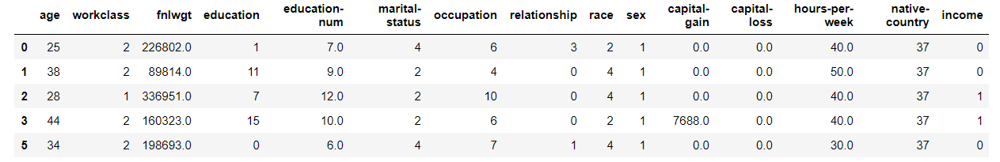 age workclass fnlwgt education education-num marital-status occupation relationship race sex capital-gain capital-loss hours-per-week native-country income
0 25 2 226802.0 1 7.0 4 6 3 2 1 0.0 0.0 40.0 37 0
1 38 2 89814.0 11 9.0 2 4 0 4 1 0.0 0.0 50.0 37 0
2 28 1 336951.0 7 12.0 2 10 0 4 1 0.0 0.0 40.0 37 1
3 44 2 160323.0 15 10.0 2 6 0 2 1 7688.0 0.0 40.0 37 1
5 34 2 198693.0 0 6.0 4 7 1 4 1 0.0 0.0 30.0 37 0